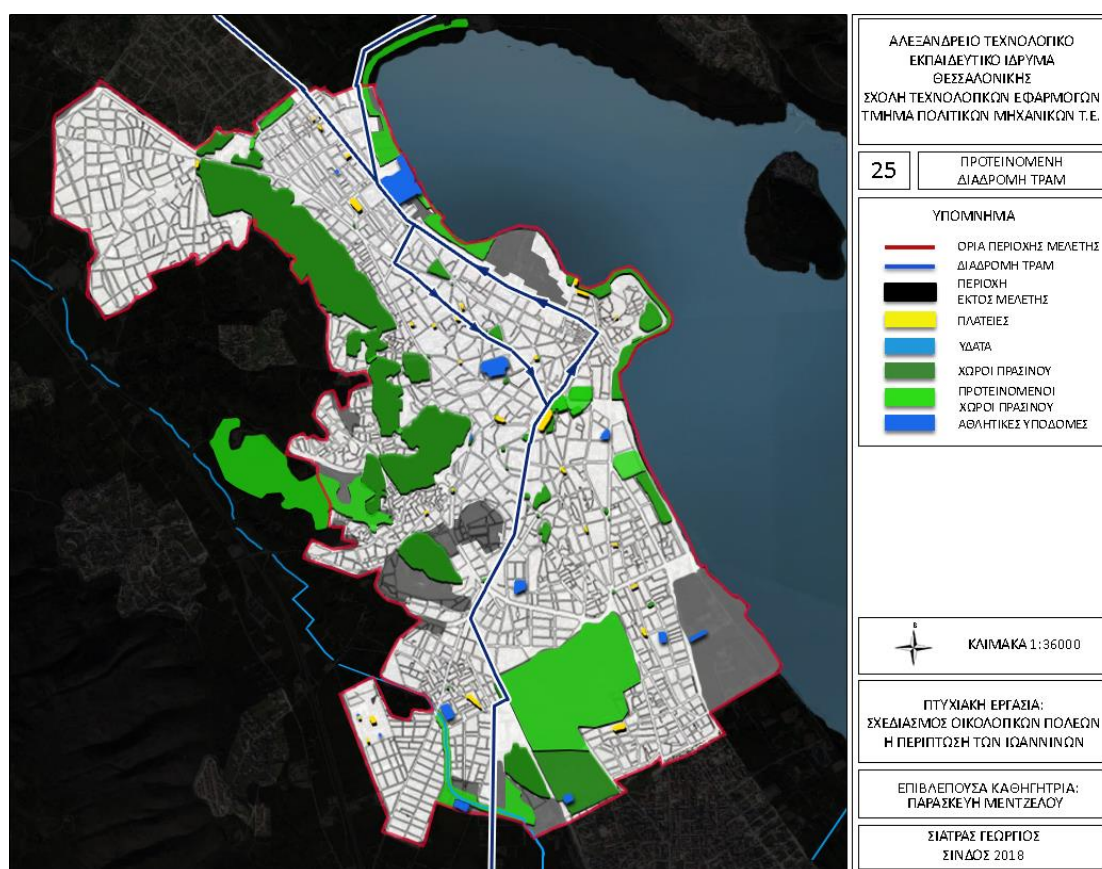 ΑΛΕΞΑΝΔΡΕΙΟ ΤΕΧΝΟΛΟΓΙΚΟ
ΕΚΠΑΙΔΕΥΤΙΚΟ ΙΔΡΥΜΑ
ΘΕΣΣΑΛΟΝΙΚΗΣ
ΣΧΟΛΗ ΤΕΧΝΟΛΟΓΙΚΩΝ ΕΦΑΡΜΟΓΩΝ
ΤΜΗΜΑ ΠΟΛΙΤΙΚΩΝ ΜΗΧΑΝΙΚΩΝ Τ.Ε.
25
ΠΡΟΤΕΙΝΟΜΕΝΗ
ΔΙΑΔΡΟΜΗ ΤΡΑΜ
ΥΠΟΜΝΗΜΑ
ΟΡΙΑ ΠΕΡΙΟΧΗΣ ΜΕΛΕΤΗΣ
ΔΙΑΔΡΟΜΗ ΤΡΑΜ
ΠΕΡΙΟΧΗ
ΕΚΤΟΣ ΜΕΛΕΤΗΣ
ΠΛΑΤΕΙΕΣ
ΥΔΑΤΑ
ΧΩΡΟΙ ΠΡΑΣΙΝΟΥ
ΠΡΟΤΕΙΝΟΜΕΝΟΙ
ΧΩΡΟΙ ΠΡΑΣΙΝΟΥ
ΑΘΛΗΤΙΚΕΣ ΥΠΟΔΟΜΕΣ
Β
ΚΛΙΜΑΚΑ 1:36000
ΠΤΥΧΙΑΚΗ ΕΡΓΑΣΙΑ:
ΣΧΕΔΙΑΣΜΟΣ ΟΙΚΟΛΟΓΙΚΩΝ ΠΟΛΕΩΝ
Η ΠΕΡΙΠΤΩΣΗ ΤΩΝ ΙΩΑΝΝΙΝΩΝ
ΕΠΙΒΛΕΠΟΥΣΑ ΚΑΘΗΓΗΤΡΙΑ:
ΠΑΡΑΣΚΕΥΗ ΜΕΝΤΖΕΛΟΥ
ΣΙΑΤΡΑΣ ΓΕΩΡΓΙΟΣ
ΣΙΝΔΟΣ 2018